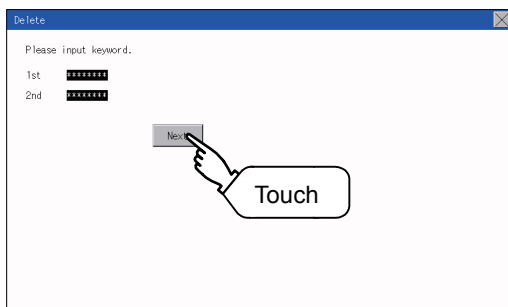 Delete
Please input keyword.
1st ********
2nd ********
Next
Touch